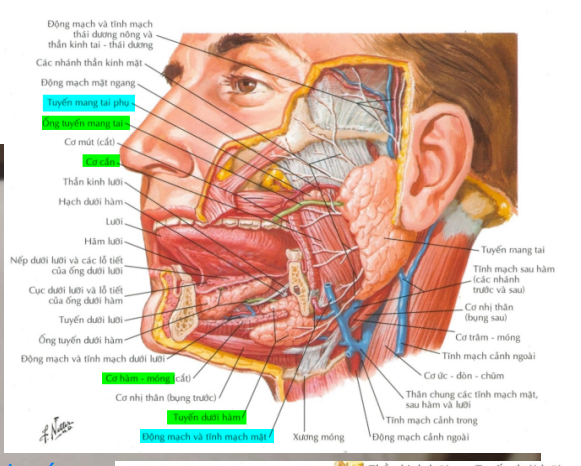 Động mạch và tĩnh mạch
thái dương nông và
thần kinh tai - thái dương
Các nhánh thần kinh mặt
Động mạch mặt ngang
Tuyến mang tai phụ
Ống tuyến mang tai
Cơ mút (cắt)
Cơ cắn
Thần kinh lưỡi
Hạch dưới hàm
Lưỡi
Hãm lưỡi
Nếp dưới lưỡi và các lỗ tiết
của ống dưới lưỡi
Cục dưới lưỡi và lỗ tiết
của ống dưới hàm
Tuyến dưới lưỡi
Ống tuyến dưới hàm
Động mạch và tĩnh mạch dưới lưỡi
Cơ hàm - móng (cắt)
Cơ nhị thân (bụng trước)
Tuyến dưới hàm
Động mạch và tĩnh mạch mặt
Xương móng
Tuyến mang tai
Tĩnh mạch sau hàm
(các nhánh
trước và sau)
Cơ nhị thân
(bụng sau)
Cơ trâm - móng
Tĩnh mạch cảnh ngoài
Cơ ức - đòn - chũm
Thân chung các tĩnh mạch mặt,
sau hàm và lưỡi
Tĩnh mạch cảnh trong
Động mạch cảnh ngoài
F. Netter